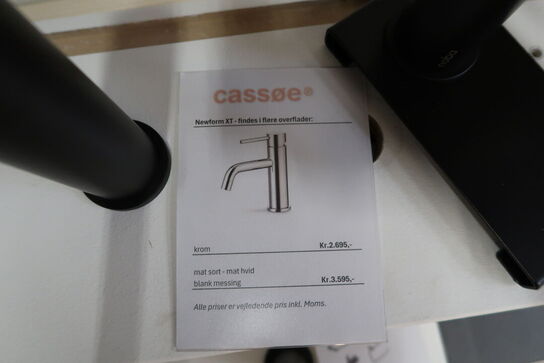 cassøe®
Newform XT - findes i flere overflader:
krom Kr.2.695,-
mat sort - mat hvid
blank messing Kr.3.595,-
Alle priser er vejledende pris inkl. Moms.